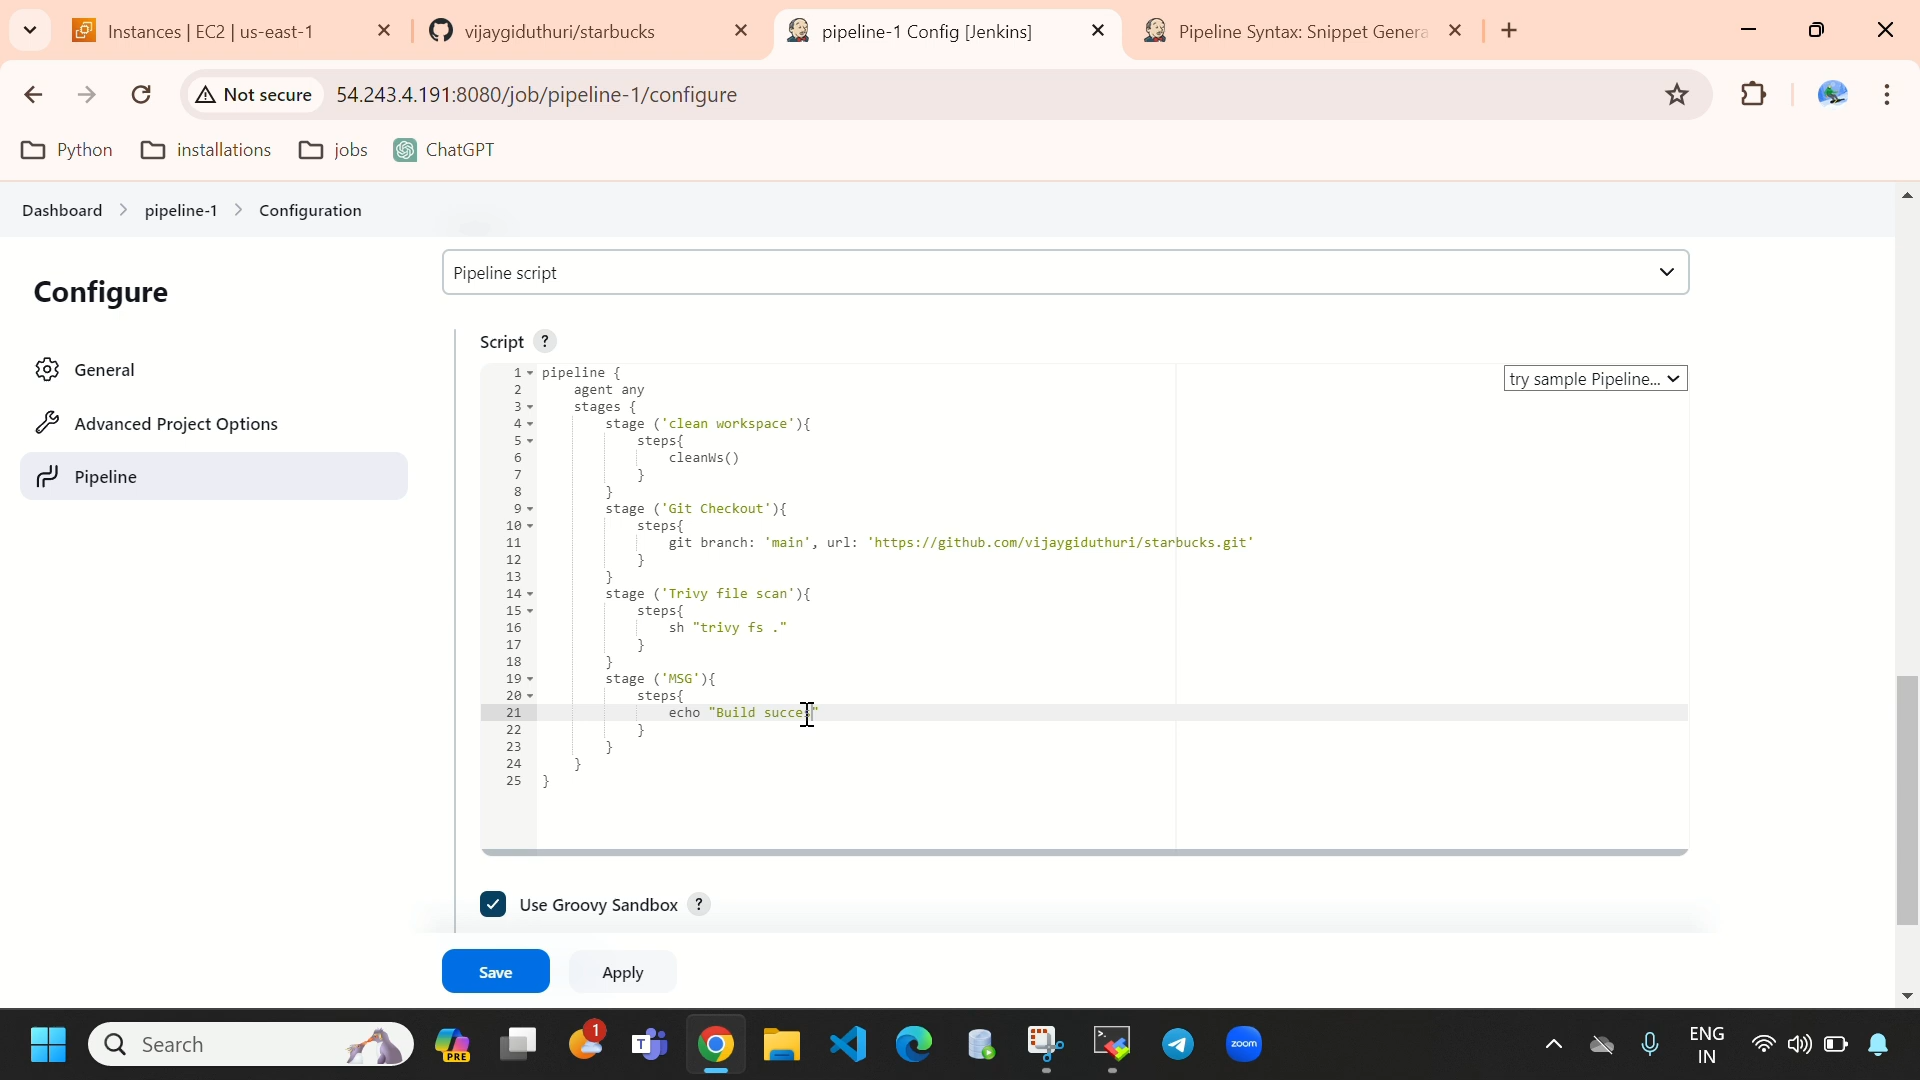 Instances | EC2 | us-east-1
vijaygiduthuri/starbucks
pipeline-1 Config [Jenkins]
Pipeline Syntax: Snippet Genera
Not secure
54.243.4.191:8080/job/pipeline-1/configure
Python
installations
jobs
ChatGPT
Dashboard
pipeline-1
Configuration
Configure
General
Advanced Project Options
Pipeline
Pipeline script
Script ?
try sample Pipeline...
1 pipeline {
2 agent any
3 stages {
4 stage ('clean workspace'){
5 steps{
6 cleanWs()
7 }
8 }
9 stage ('Git Checkout'){
10 steps{
11 git branch: 'main', url: 'https://github.com/vijaygiduthuri/starbucks.git'
12 }
13 }
14 stage ('Trivy file scan'){
15 steps{
16 sh "trivy fs ."
17 }
18 }
19 stage ('MSG'){
20 steps{
21 echo "Build succes"
22 }
23 }
24 }
25 }
Use Groovy Sandbox ?
Save
Apply
Search
PRE
1
T
zoom
ENG
IN